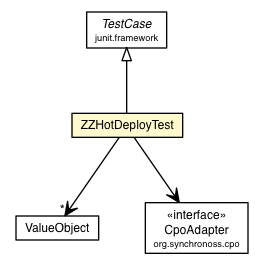 TestCase
junit.framework
ZZHotDeployTest
*
ValueObject
«interface»
CpoAdapter
org.synchronoss.cpo